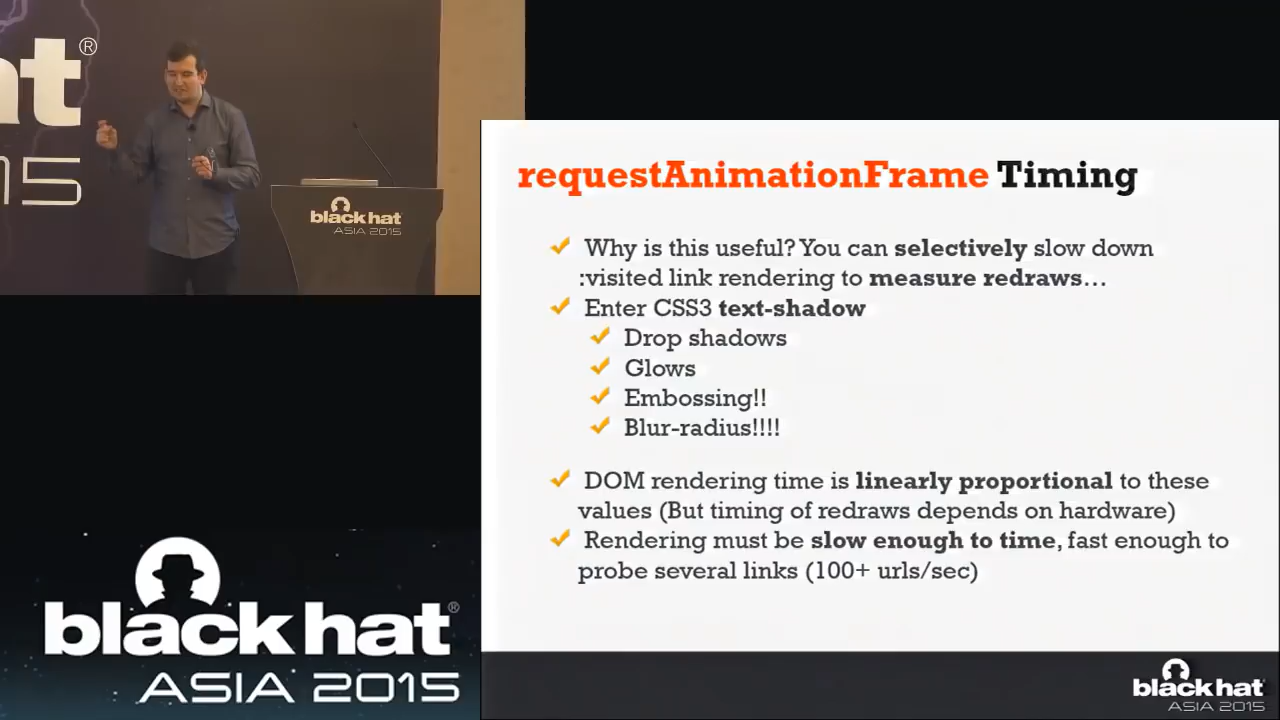 at®
15
black hat
ASIA 2015
requestAnimationFrame Timing
Why is this useful? You can selectively slow down
:visited link rendering to measure redraws...
Enter CSS3 text-shadow
Drop shadows
Glows
Embossing!!
Blur-radius!!!!
DOM rendering time is linearly proportional to these
values (But timing of redraws depends on hardware)
Rendering must be slow enough to time, fast enough to
probe several links (100+ urls/sec)
black hat®
ASIA 2015
black hat
ASIA 2015